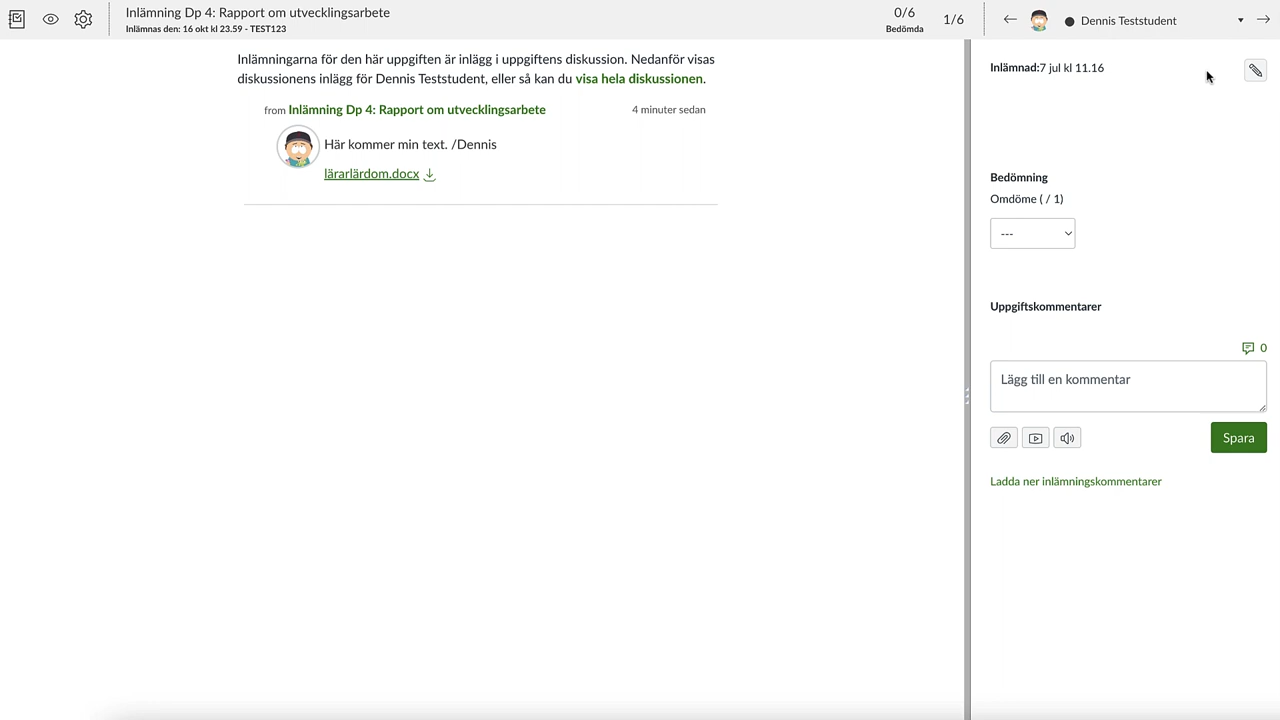 Inlämning Dp 4: Rapport om utvecklingsarbete
Inlämnas den: 16 okt kl 23.59 - TEST123
0/6
Bedömda
1/6
Dennis Teststudent
Inlämningarna för den här uppgiften är inlägg i uppgiftens diskussion. Nedanför visas
diskussionens inlägg för Dennis Teststudent, eller så kan du visa hela diskussionen.
from Inlämning Dp 4: Rapport om utvecklingsarbete
4 minuter sedan
Här kommer min text. /Dennis
lärarlärdom.docx
Inlämnad:7 jul kl 11.16
Bedömning
Omdöme ( / 1)
---
Uppgiftskommentarer
0
Lägg till en kommentar
Spara
Ladda ner inlämningskommentarer